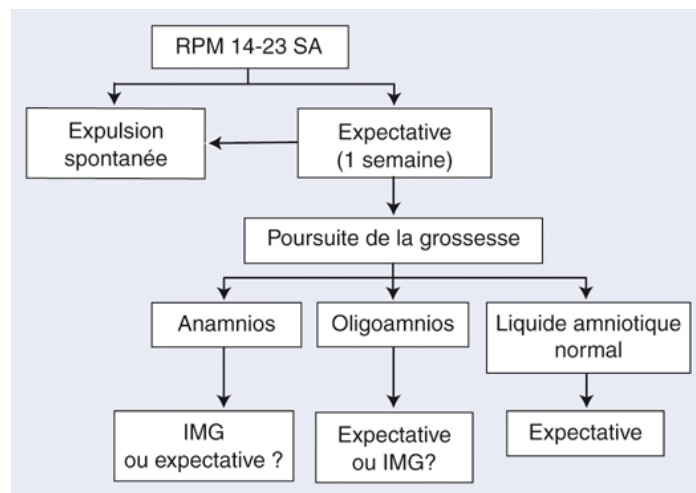 RPM 14-23 SA
Expulsion
spontanée
Expectative
(1 semaine)
Poursuite de la grossesse
Anamnios
Oligoamnios
Liquide amniotique
normal
IMG
ou expectative ?
Expectative
ou IMG?
Expectative